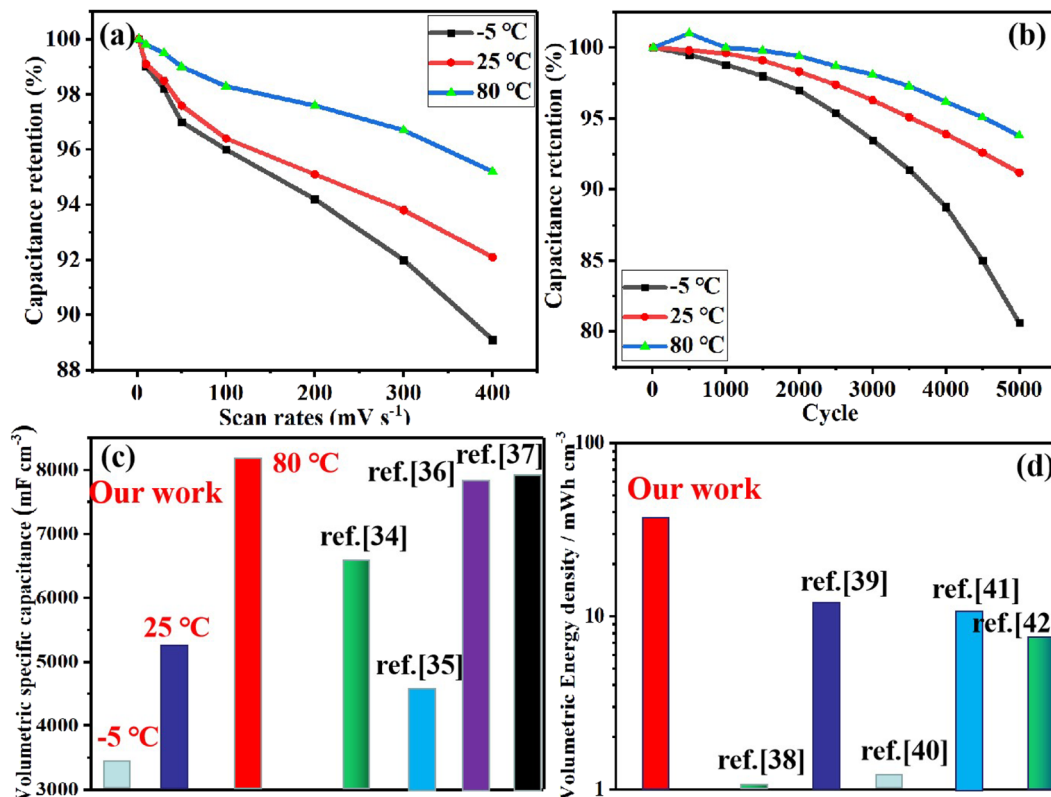 (a)
-5 °C
25 °C
80 °C
Capacitance retention (%)
100
98
96
94
92
90
88
0 100 200 300 400
Scan rates (mV s-1)
(b)
-5 °C
25 °C
80 °C
Capacitance retention (%)
100
95
90
85
80
0 1000 2000 3000 4000 5000
Cycle
(c)
Our work
-5 °C
25 °C
80 °C
ref.[34]
ref.[35]
ref.[36]
ref.[37]
Volumetric specific capacitance (mF cm-3)
8000
7000
6000
5000
4000
3000
(d)
Our work
ref.[38]
ref.[39]
ref.[40]
ref.[41]
ref.[42
Volumetric Energy density / mWh cm-3
100
10
1